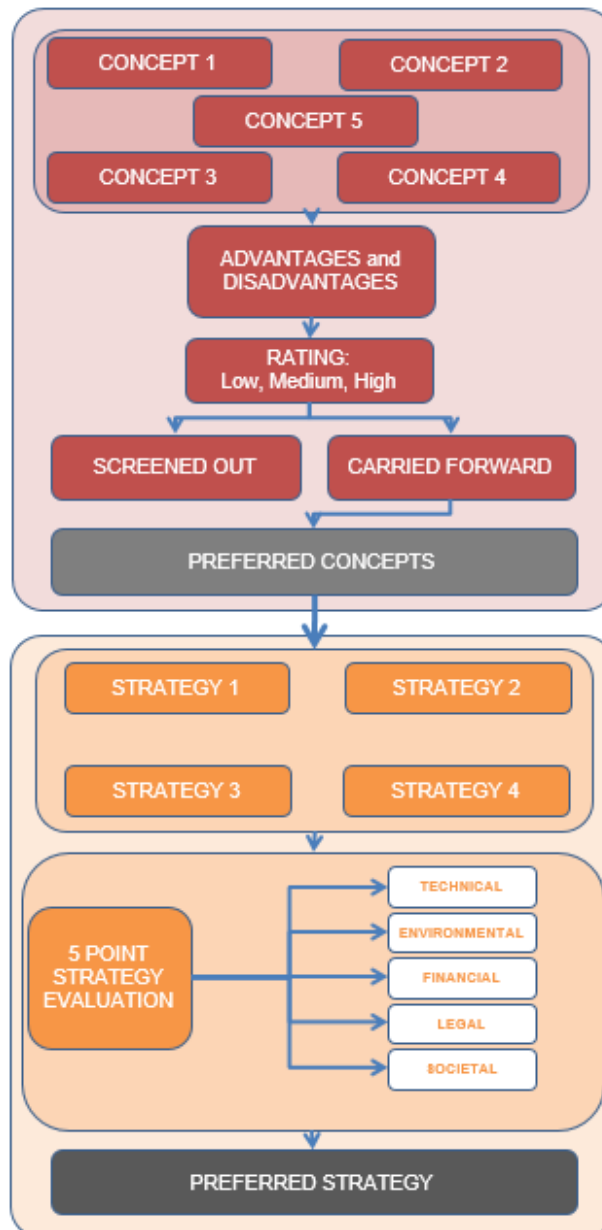 CONCEPT 1
CONCEPT 2
CONCEPT 5
CONCEPT 3
CONCEPT 4
ADVANTAGES and
DISADVANTAGES
RATING:
Low, Medium, High
SCREENED OUT
CARRIED FORWARD
PREFERRED CONCEPTS
STRATEGY 1
STRATEGY 2
STRATEGY 3
STRATEGY 4
5 POINT
STRATEGY
EVALUATION
TECHNICAL
ENVIRONMENTAL
FINANCIAL
LEGAL
SOCIETAL
PREFERRED STRATEGY